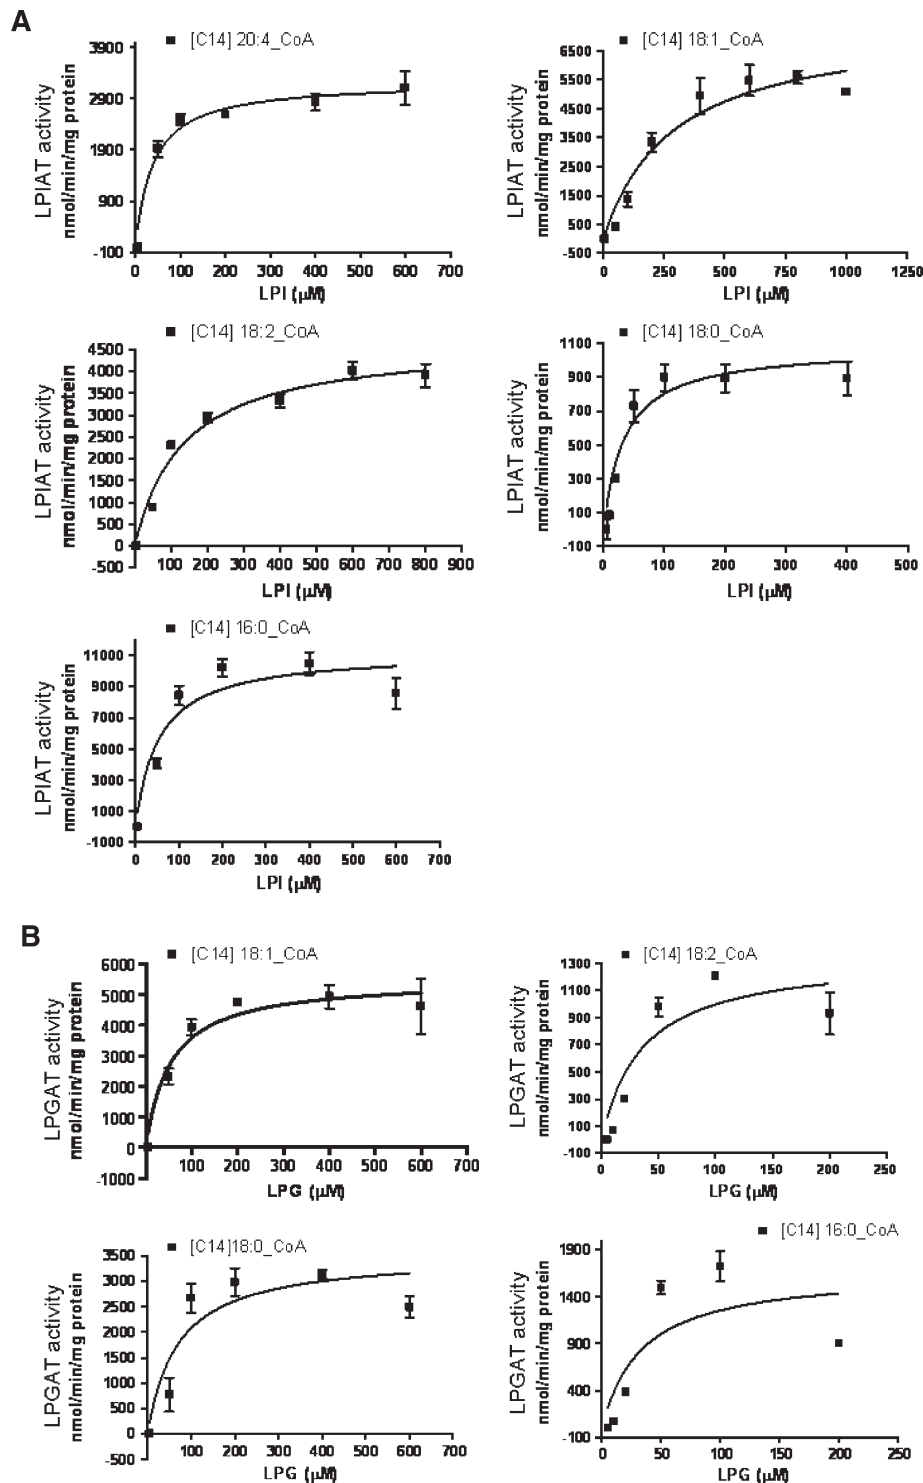 A
[C14] 20:4_CoA
LPIAT activity
nmol/min/mg protein
3900
2900
1900
900
-100
0 100 200 300 400 500 600 700
LPI (µM)
[C14] 18:1_CoA
LPIAT activity
nmol/min/mg protein
6500
5500
4500
3500
2500
1500
500
-500
0 250 500 750 1000 1250
LPI (µM)
[C14] 18:2_CoA
LPIAT activity
nmol/min/mg protein
4500
4000
3500
3000
2500
2000
1500
1000
500
0
-500
100 200 300 400 500 600 700 800 900
LPI (µM)
[C14] 18:0_CoA
LPIAT activity
nmol/min/mg protein
1100
900
700
500
300
100
-100
0 100 200 300 400 500
LPI (µM)
[C14] 16:0_CoA
LPIAT activity
nmol/min/mg protein
11000
9000
7000
5000
3000
1000
-1000
0 100 200 300 400 500 600 700
LPI (µM)
B
[C14] 18:1_CoA
LPGAT activity
nmol/min/mg protein
6000
5000
4000
3000
2000
1000
0
-1000
100 200 300 400 500 600 700
LPG (µM)
[C14] 18:2_CoA
LPGAT activity
nmol/min/mg protein
1300
1100
900
700
500
300
100
-100
0 50 100 150 200 250
LPG (µM)
[C14]18:0_CoA
LPGAT activity
nmol/min/mg protein
3500
3000
2500
2000
1500
1000
500
0
-500
100 200 300 400 500 600 700
LPG (µM)
[C14] 16:0_CoA
LPGAT activity
nmol/min/mg protein
1900
1400
900
400
-100
0 50 100 150 200 250
LPG (µM)